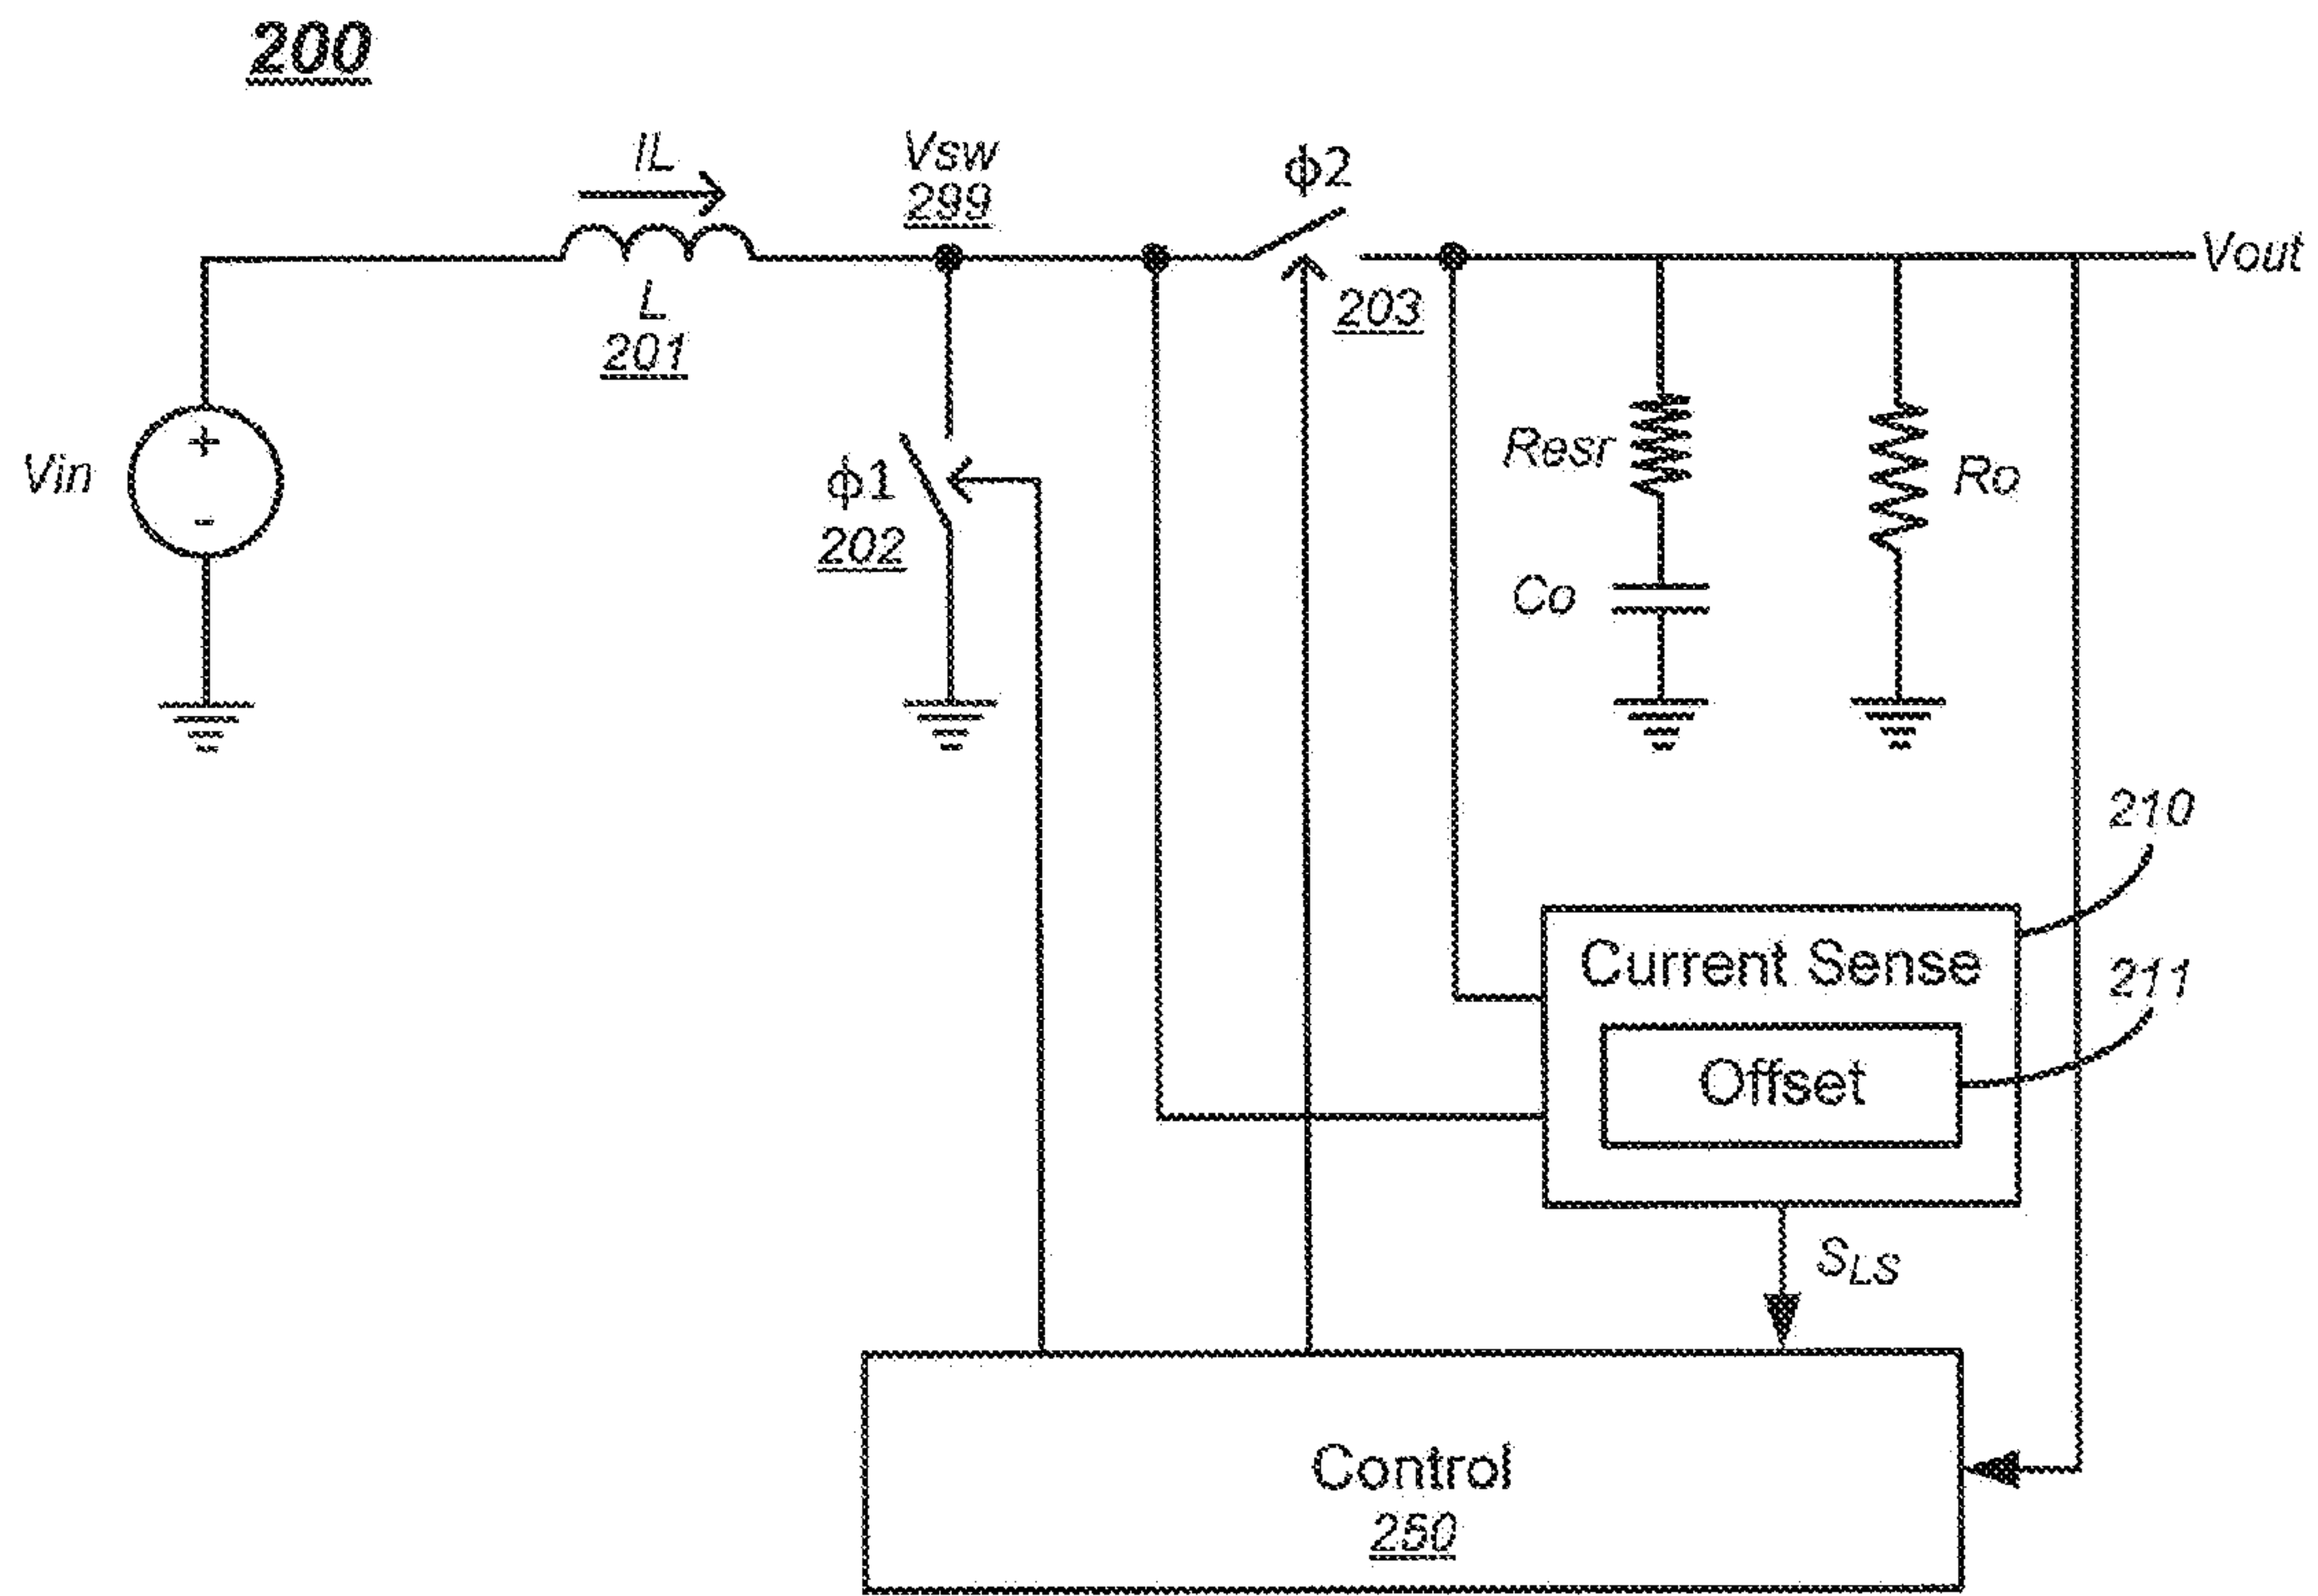 200
IL
Vsw
299
ϕ2
Vout
L
201
203
Vin
+
-
ϕ1
202
Resr
Ro
Co
210
Current Sense
211
Offset
SLS
Control
250